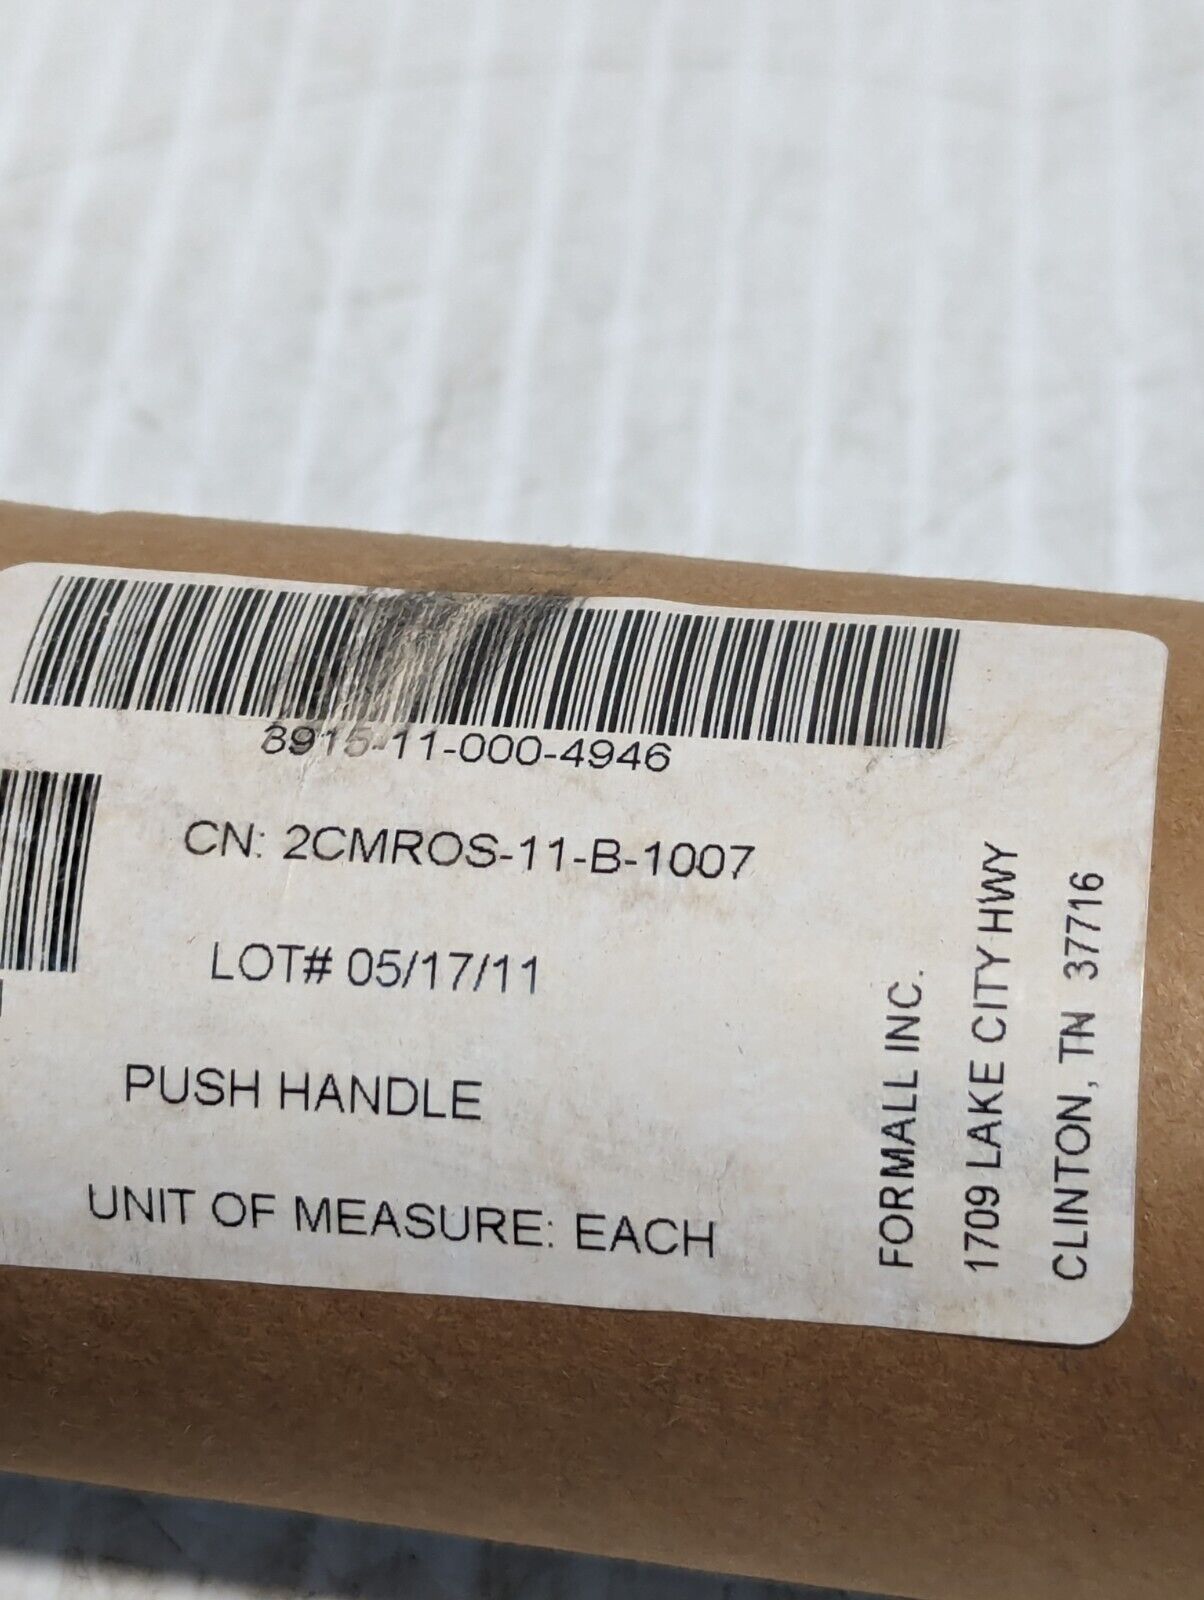 8915-11-000-4946
CN: 2CMROS-11-B-1007
LOT# 05/17/11
PUSH HANDLE
UNIT OF MEASURE: EACH
FORMALL INC.
1709 LAKE CITY HWY
CLINTON, TN 37716